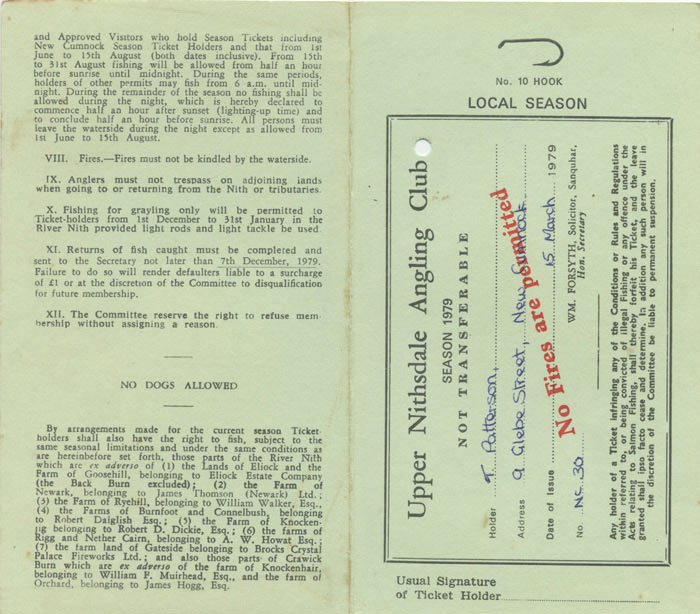 and Approved Visitors who hold Season Tickets including
New Cumnock Season Ticket Holders and that from 1st
June to 15th August (both dates inclusive). From 15th
to 31st August fishing will be allowed from half an hour
before sunrise until midnight. During the same periods,
holders of other permits may fish from 6 a.m. until mid-
night. During the remainder of the season no fishing shall be
allowed during the night, which is hereby declared to
commence half an hour after sunset (lighting-up time) and
to conclude half an hour before sunrise. All persons must
leave the waterside during the night except as allowed from
1st June to 15th August.
VIII. Fires.—Fires must not be kindled by the waterside.
IX. Anglers must not trespass on adjoining lands
when going to or returning from the Nith or tributaries.
X. Fishing for grayling only will be permitted to
Ticket-holders from 1st December to 31st January in the
River Nith provided light rods and light tackle be used.
XI. Returns of fish caught must be completed and
sent to the Secretary not later than 7th December, 1979.
Failure to do so will render defaulters liable to a surcharge
of £1 or at the discretion of the Committee to disqualification
for future membership.
XII. The Committee reserve the right to refuse mem-
bership without assigning a reason.
NO DOGS ALLOWED
By arrangements made for the current season Ticket-
holders shall also have the right to fish, subject to the
same seasonal limitations and under the same conditions as
are hereinbefore set forth, those parts of the River Nith
which are ex adverso of (1) the Lands of Eliock and the
Farm of Goosehill, belonging to Eliock Estate Company
(the Back Burn excluded); (2) the Farm of
Newark, belonging to James Thomson (Newark) Ltd.;
(3) the Farm of Ryehill, belonging to William Walker, Esq.,
(4) the Farms of Burnfoot and Connelbush, belonging
to Robert Dalglish Esq.; (5) the Farm of Knocken-
jig belonging to Robert D. Dickie, Esq.; (6) the farms of
Rigg and Nether Cairn, belonging to A. W. Howat Esq.;
(7) the farm land of Gateside belonging to Brocks Crystal
Palace Fireworks Ltd.; and also those parts of Crawick
Burn which are ex adverso of the farm of Knockenhair,
belonging to William F. Muirhead, Esq., and the farm of
Orchard, belonging to James Hogg, Esq.
No. 10 HOOK
LOCAL SEASON
Upper Nithsdale Angling Club
SEASON 1979
NOT TRANSFERABLE
Holder T. Patterson,
Address 9 Glebe Street, New Cumnock
No Fires are permitted
Date of Issue 15 March 1979
No. NC. 30
WM. FORSYTH, Solicitor, Sanquhar,
Hon. Secretary
Any holder of a Ticket infringing any of the Conditions or Rules and Regulations
within referred to, or being convicted of illegal Fishing or any offence under the
Acts relating to Salmon Fishing, shall thereby forfeit his Ticket, and the leave
granted shall ipso facto cease and determine. In addition any such person will in
the discretion of the Committee be liable to permanent suspension.
Usual Signature
of Ticket Holder